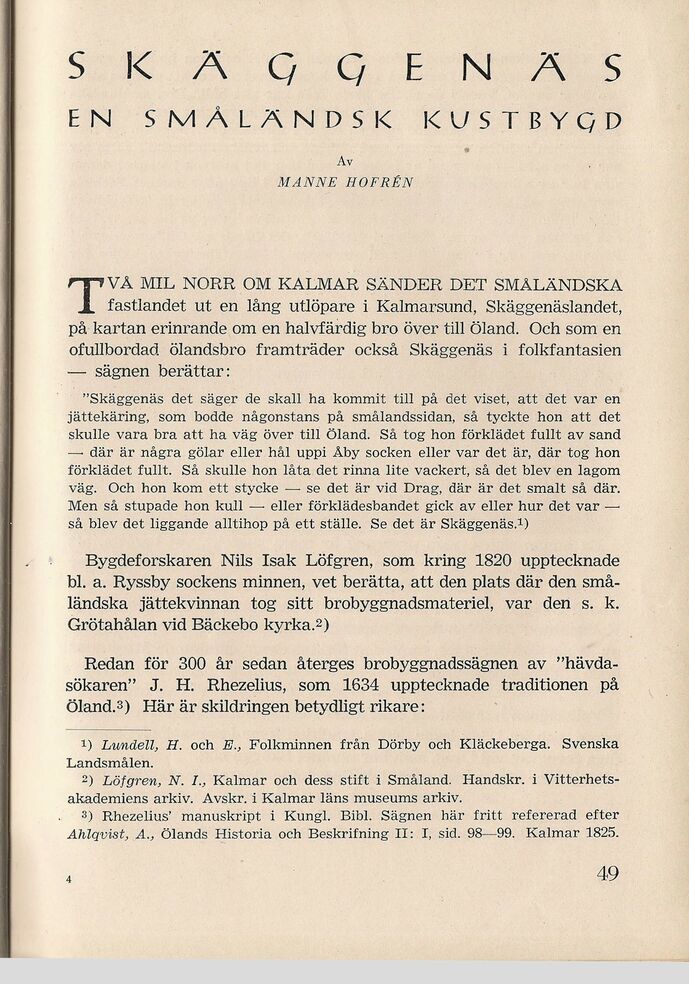 SKÄGGENÄS
EN SMÅLÄNDSK KUSTBYGD
Av
MANNE HOFRÉN
TVÅ MIL NORR OM KALMAR SÄNDER DET SMÅLÄNDSKA
fastlandet ut en lång utlöpare i Kalmarsund, Skäggenäslandet,
på kartan erinrande om en halvfärdig bro över till Öland. Och som en
ofullbordad ölandsbro framträder också Skäggenäs i folkfantasien
— sägnen berättar:
"Skäggenäs det säger de skall ha kommit till på det viset, att det var en
jättekäring, som bodde någonstans på smålandssidan, så tyckte hon att det
skulle vara bra att ha väg över till Öland. Så tog hon förklädet fullt av sand
— där är några gölar eller hål uppi Åby socken eller var det är, där tog hon
förklädet fullt. Så skulle hon låta det rinna lite vackert, så det blev en lagom
väg. Och hon kom ett stycke — se det är vid Drag, där är det smalt så där.
Men så stupade hon kull — eller förklädesbandet gick av eller hur det var —
så blev det liggande alltihop på ett ställe. Se det är Skäggenäs.1)
Bygdeforskaren Nils Isak Löfgren, som kring 1820 upptecknade
bl. a. Ryssby sockens minnen, vet berätta, att den plats där den små-
ländska jättekvinnan tog sitt brobyggnadsmateriel, var den s. k.
Grötahålan vid Bäckebo kyrka.2)
Redan för 300 år sedan återges brobyggnadssägnen av "hävda-
sökaren" J. H. Rhezelius, som 1634 upptecknade traditionen på
Öland.3) Här är skildringen betydligt rikare:
1) Lundell, H. och E., Folkminnen från Dörby och Kläckeberga. Svenska
Landsmålen.
2) Löfgren, N. I., Kalmar och dess stift i Småland. Handskr. i Vitterhets-
akademiens arkiv. Avskr. i Kalmar läns museums arkiv.
3) Rhezelius' manuskript i Kungl. Bibl. Sägnen här fritt refererad efter
Ahlqvist, A., Ölands Historia och Beskrifning II: I, sid. 98—99. Kalmar 1825.
4
49